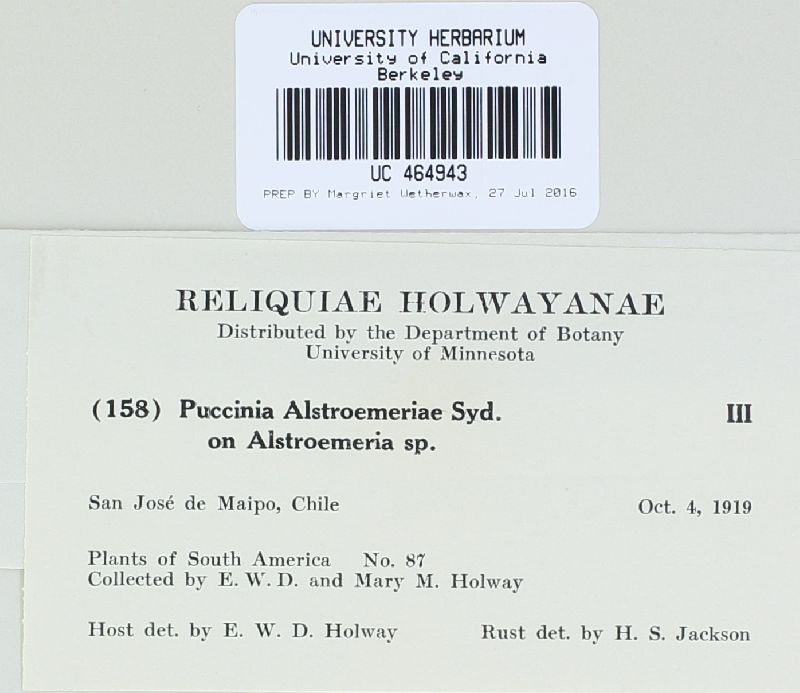 UNIVERSITY HERBARIUM
University of California
Berkeley
UC 464943
PREP BY Margriet Wetherwax, 27 Jul 2016
RELIQUIAE HOLWAYANAE
Distributed by the Department of Botany
University of Minnesota
(158) Puccinia Alstroemeriae Syd. III
on Alstroemeria sp.
San José de Maipo, Chile Oct. 4, 1919
Plants of South America No. 87
Collected by E. W. D. and Mary M. Holway
Host det. by E. W. D. Holway Rust det. by H. S. Jackson